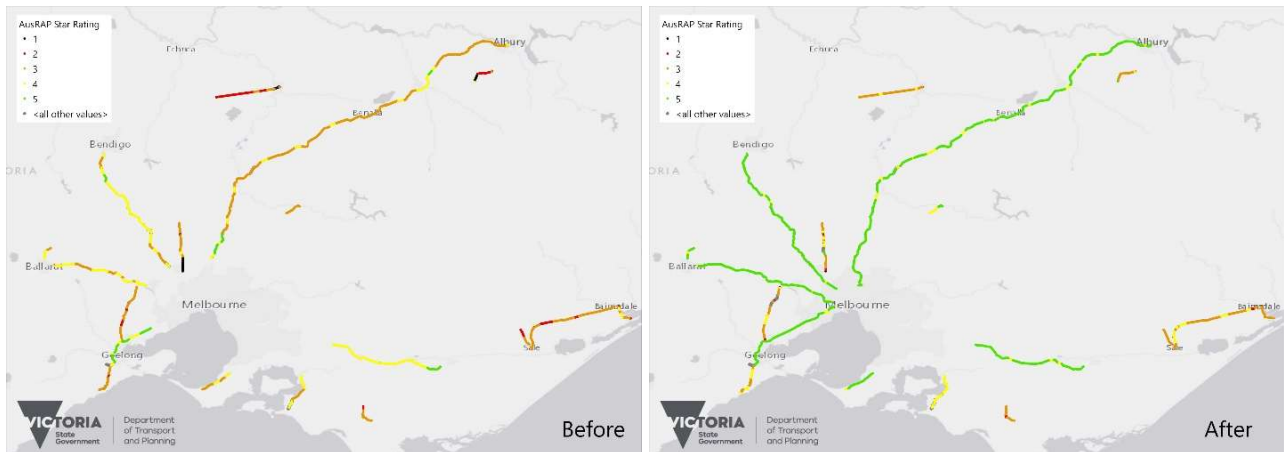 AusRAP Star Rating
1
2
3
4
5
<all other values>
Echuca
Albury
Benalla
Bendigo
TORIA
Ballarat
Melbourne
Geelong
Bairnsdale
Sale
VICTORIA
State
Government
Department
of Transport
and Planning
Before
AusRAP Star Rating
1
2
3
4
5
<all other values>
Echuca
Albury
Benalla
Bendigo
TORIA
Ballarat
Melbourne
Geelong
Bairnsdale
Sale
VICTORIA
State
Government
Department
of Transport
and Planning
After